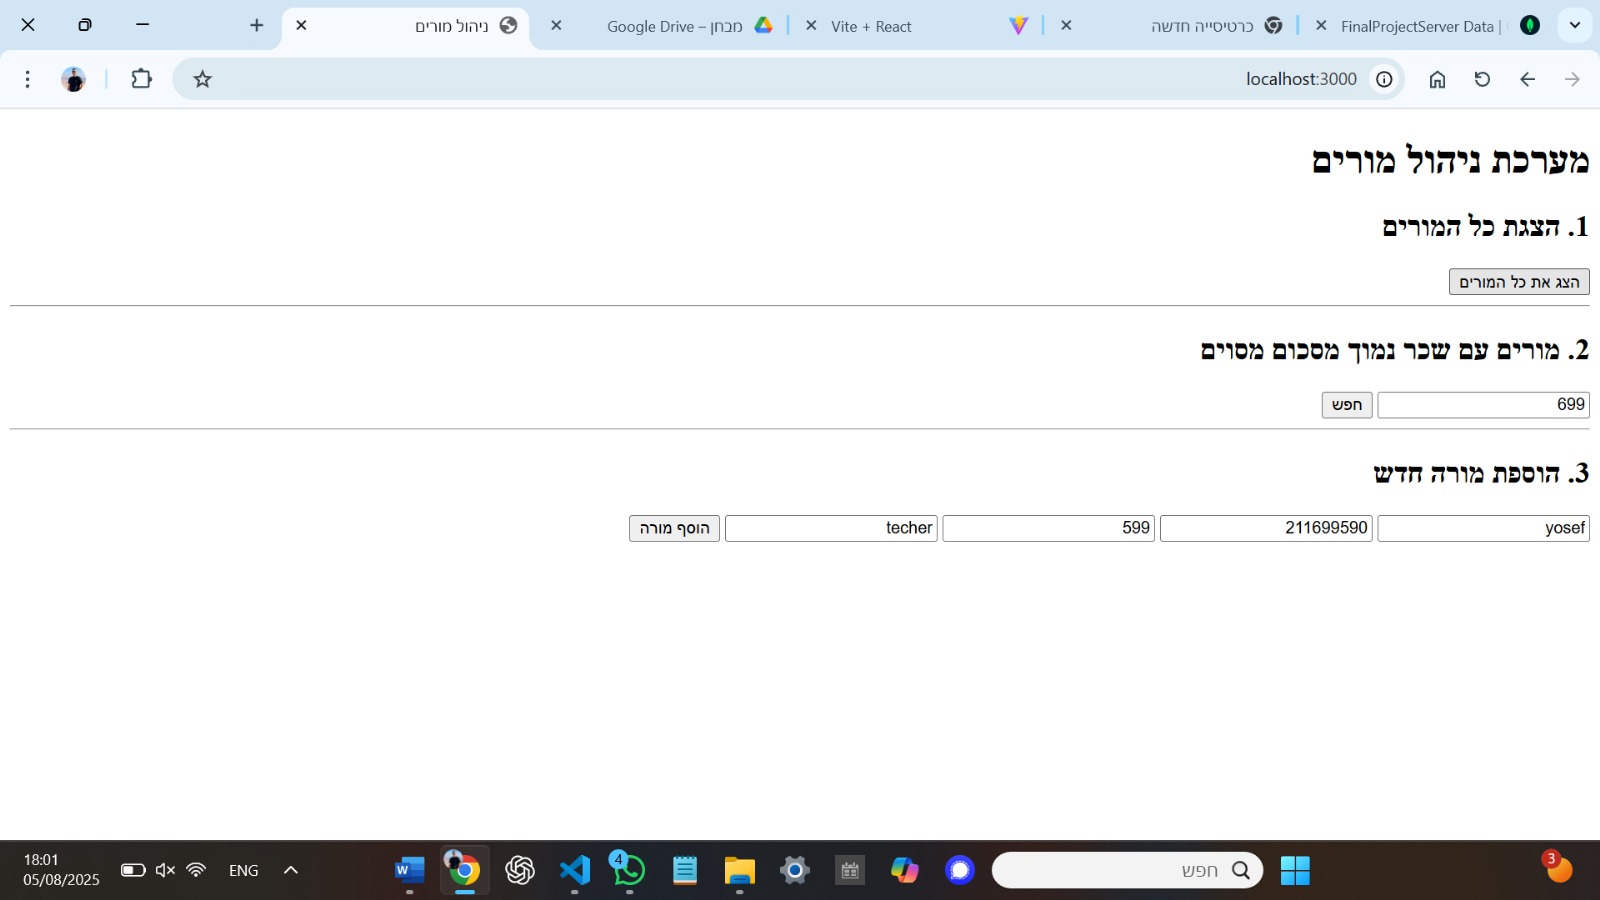 FinalProjectServer Data |
כרטיסייה חדשה
Vite + React
מבחן – Google Drive
ניהול מורים
localhost:3000
מערכת ניהול מורים
1. הצגת כל המורים
הצג את כל המורים
2. מורים עם שכר נמוך מסכום מסוים
699 חפש
3. הוספת מורה חדש
yosef 211699590 599 techer הוסף מורה
חפש
4
3
W
ENG
18:01
05/08/2025